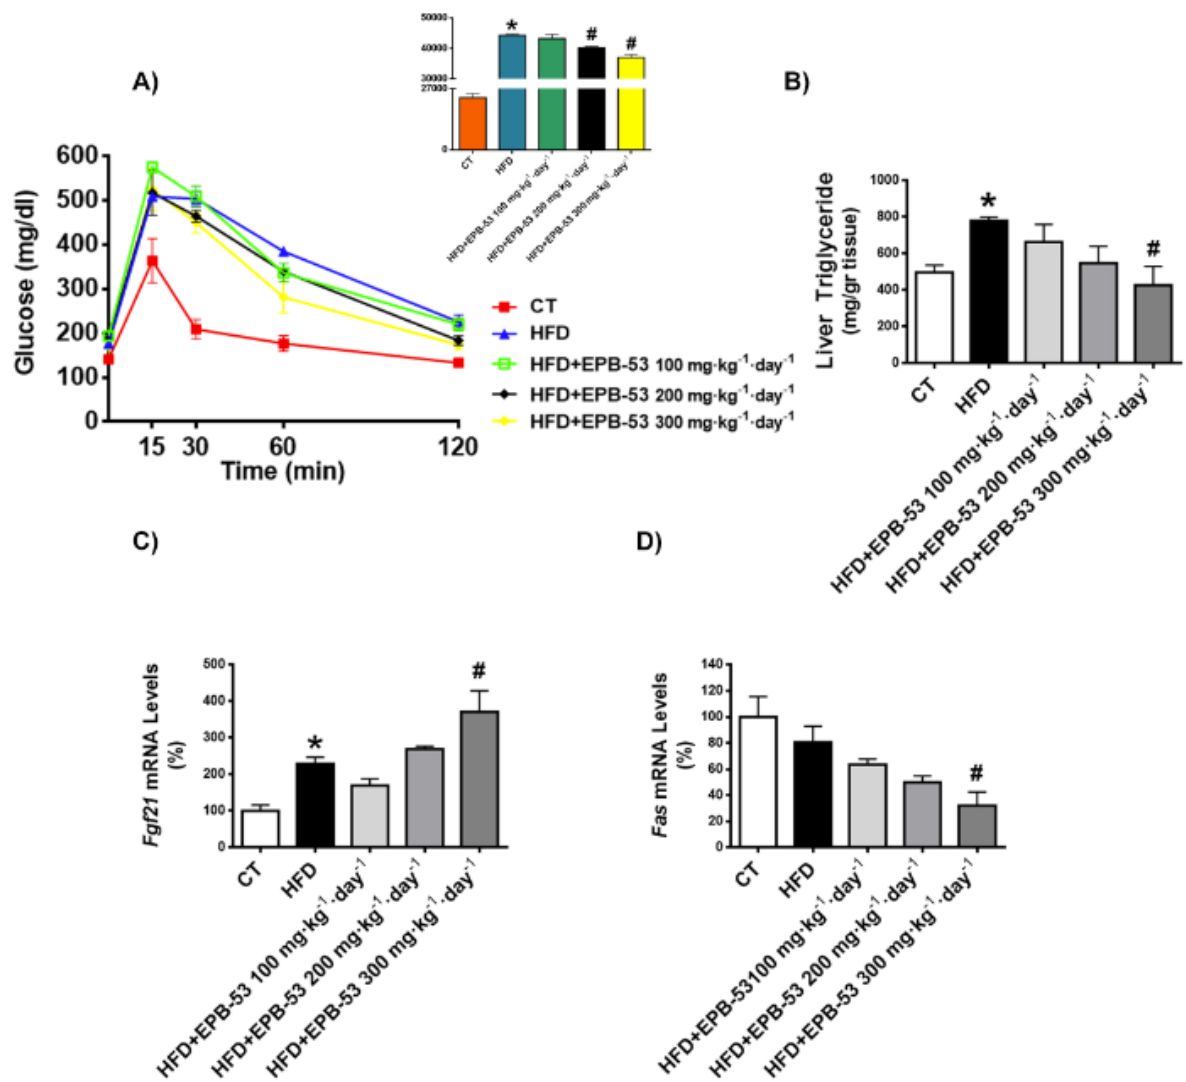 A)
50000
40000
30000
27000
0
*
#
#
CT
HFD
HFD+EPB-53 100 mg·kg⁻¹·day⁻¹
HFD+EPB-53 200 mg·kg⁻¹·day⁻¹
HFD+EPB-53 300 mg·kg⁻¹·day⁻¹
Glucose (mg/dl)
600
500
400
300
200
100
0
15 30 60 120
Time (min)
CT
HFD
HFD+EPB-53 100 mg·kg⁻¹·day⁻¹
HFD+EPB-53 200 mg·kg⁻¹·day⁻¹
HFD+EPB-53 300 mg·kg⁻¹·day⁻¹
B)
Liver Triglyceride
(mg/gr tissue)
1000
800
600
400
200
0
*
#
CT
HFD
HFD+EPB-53 100 mg·kg⁻¹·day⁻¹
HFD+EPB-53 200 mg·kg⁻¹·day⁻¹
HFD+EPB-53 300 mg·kg⁻¹·day⁻¹
C)
Fgf21 mRNA Levels
(%)
500
400
300
200
100
0
*
#
CT
HFD
HFD+EPB-53 100 mg·kg⁻¹·day⁻¹
HFD+EPB-53 200 mg·kg⁻¹·day⁻¹
HFD+EPB-53 300 mg·kg⁻¹·day⁻¹
D)
Fas mRNA Levels
(%)
140
120
100
80
60
40
20
0
#
CT
HFD
HFD+EPB-53100 mg·kg⁻¹·day⁻¹
HFD+EPB-53 200 mg·kg⁻¹·day⁻¹
HFD+EPB-53 300 mg·kg⁻¹·day⁻¹